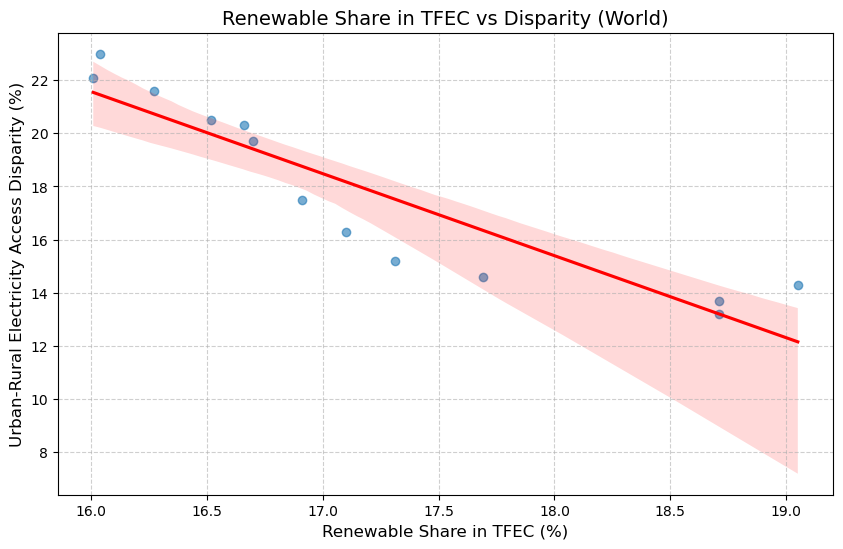 Renewable Share in TFEC vs Disparity (World)
Urban-Rural Electricity Access Disparity (%)
22
20
18
16
14
12
10
8
16.0 16.5 17.0 17.5 18.0 18.5 19.0
Renewable Share in TFEC (%)